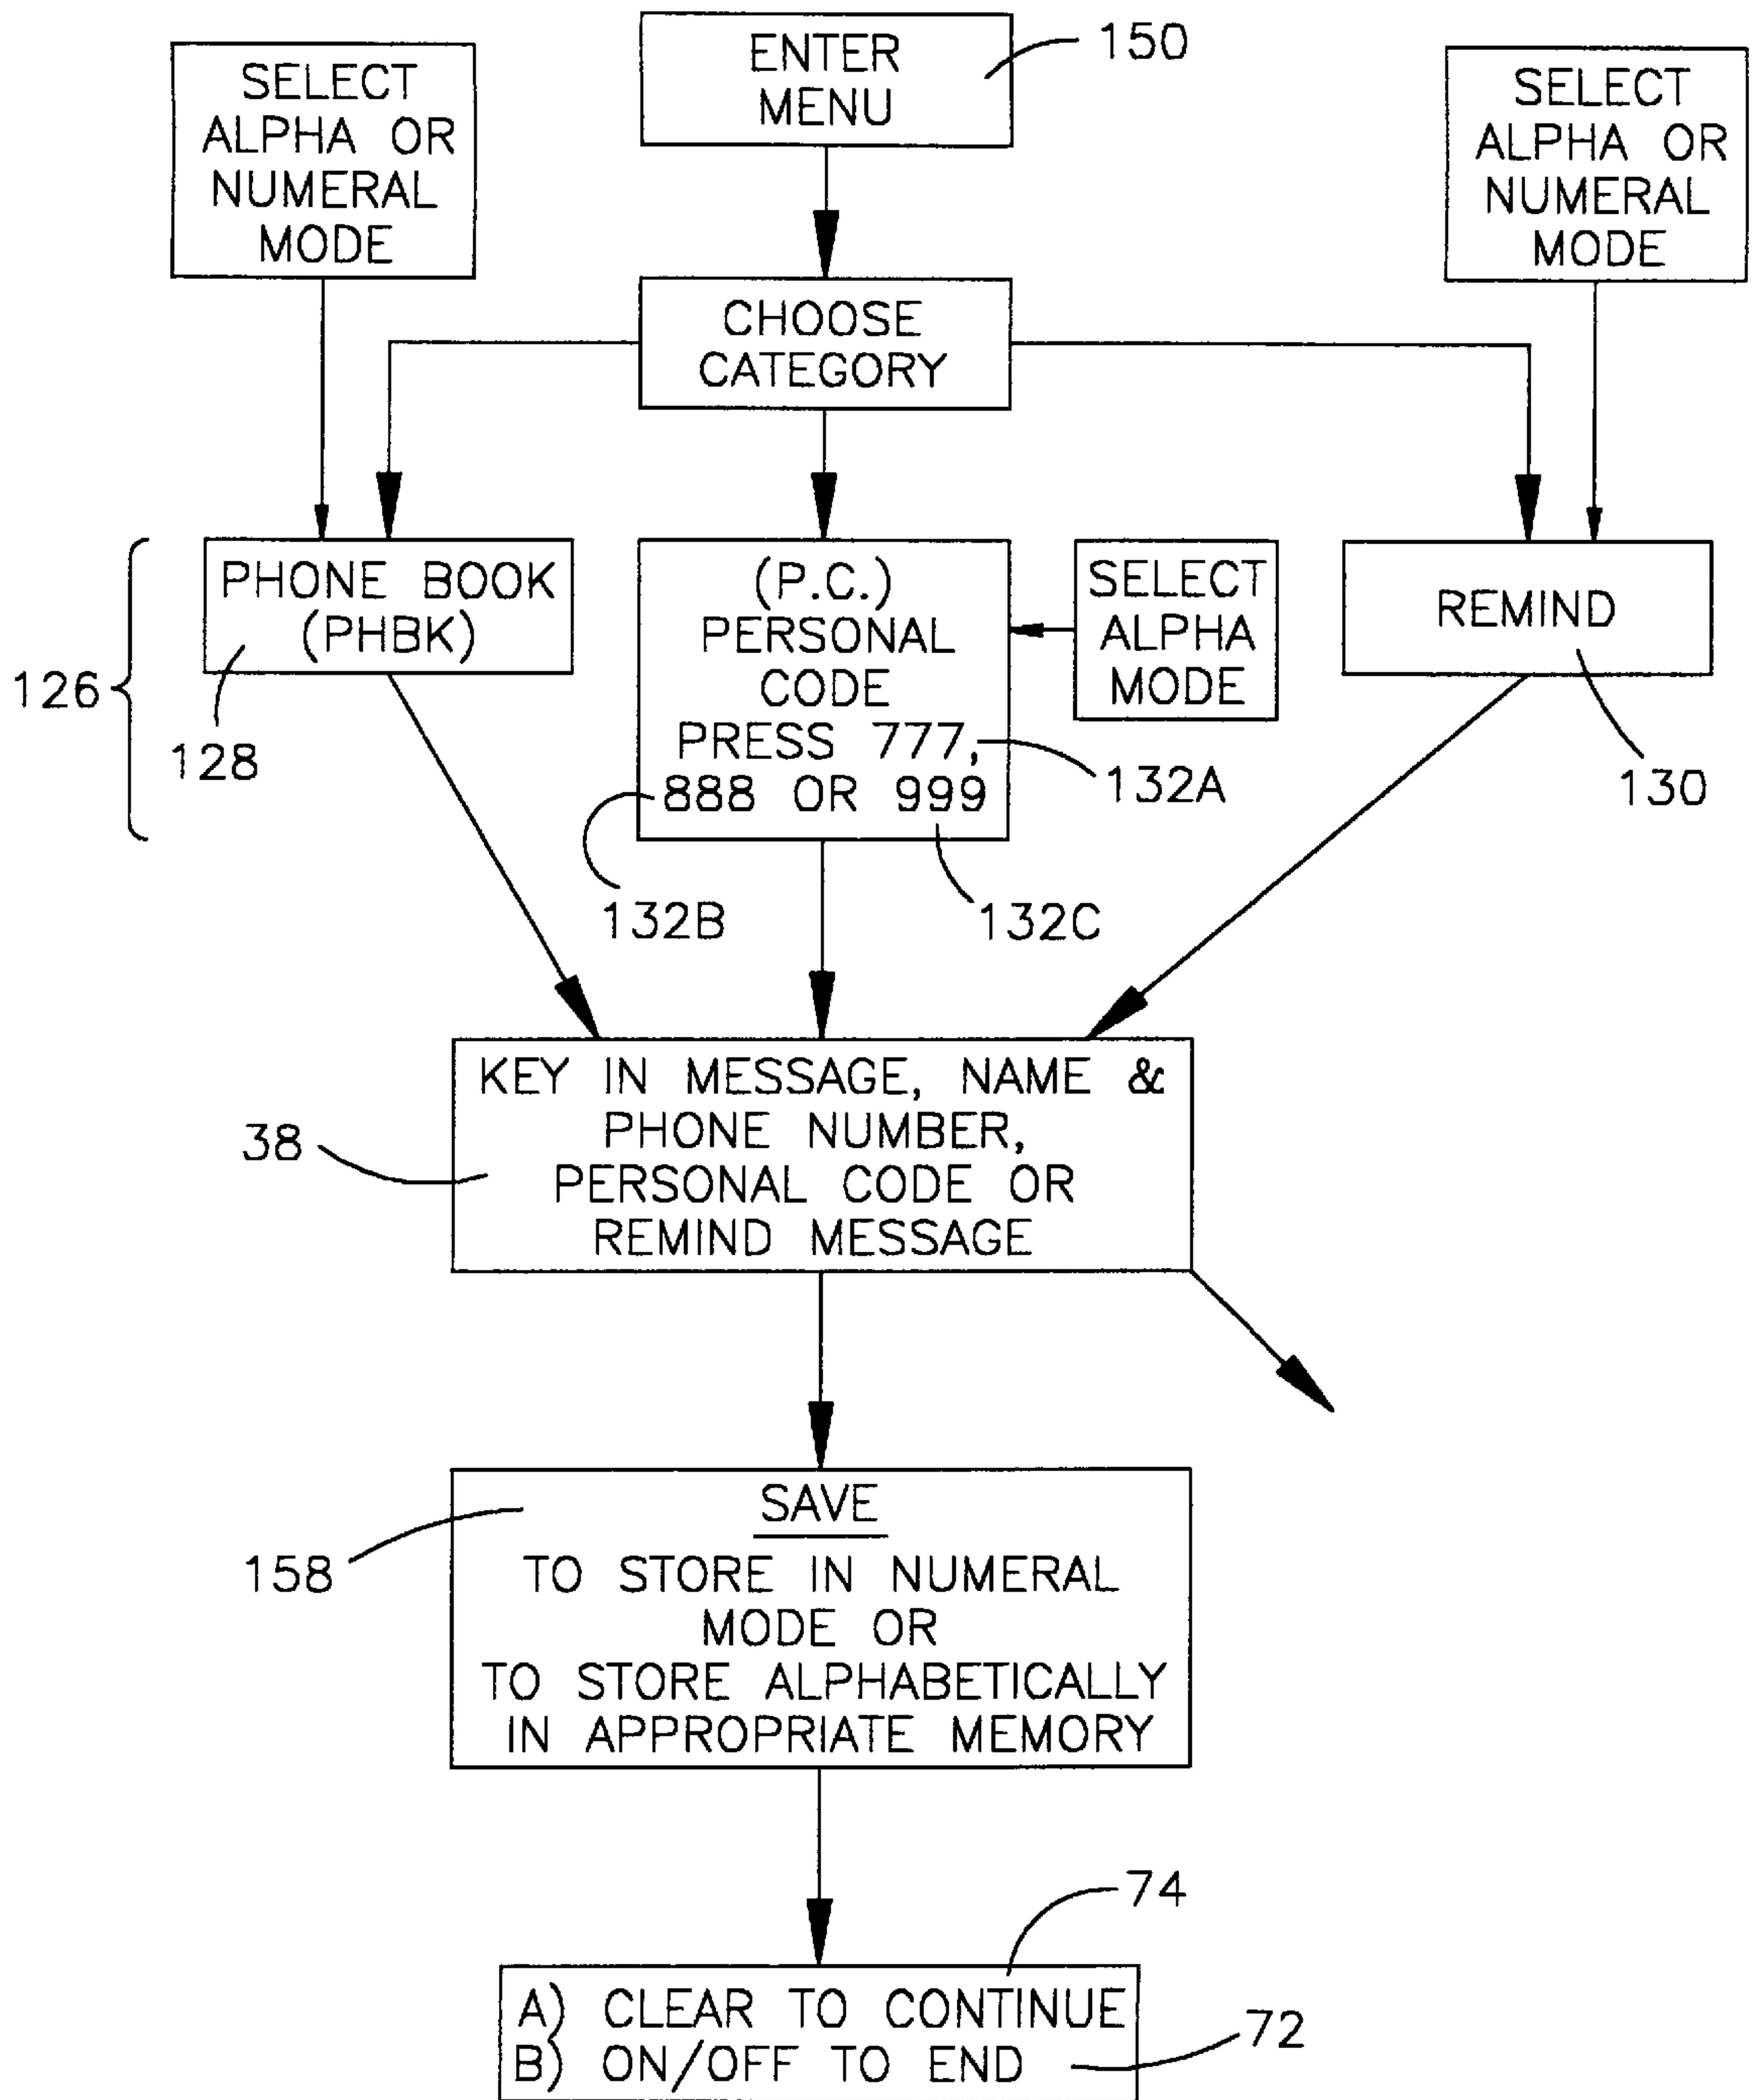 ENTER
MENU
150
SELECT
ALPHA OR
NUMERAL
MODE
SELECT
ALPHA OR
NUMERAL
MODE
CHOOSE
CATEGORY
126
PHONE BOOK
(PHBK)
128
(P.C.)
PERSONAL
CODE
PRESS 777,
888 OR 999
132A
132B
132C
SELECT
ALPHA
MODE
REMIND
130
38
KEY IN MESSAGE, NAME &
PHONE NUMBER,
PERSONAL CODE OR
REMIND MESSAGE
158
SAVE
TO STORE IN NUMERAL
MODE OR
TO STORE ALPHABETICALLY
IN APPROPRIATE MEMORY
74
A) CLEAR TO CONTINUE
B) ON/OFF TO END
72